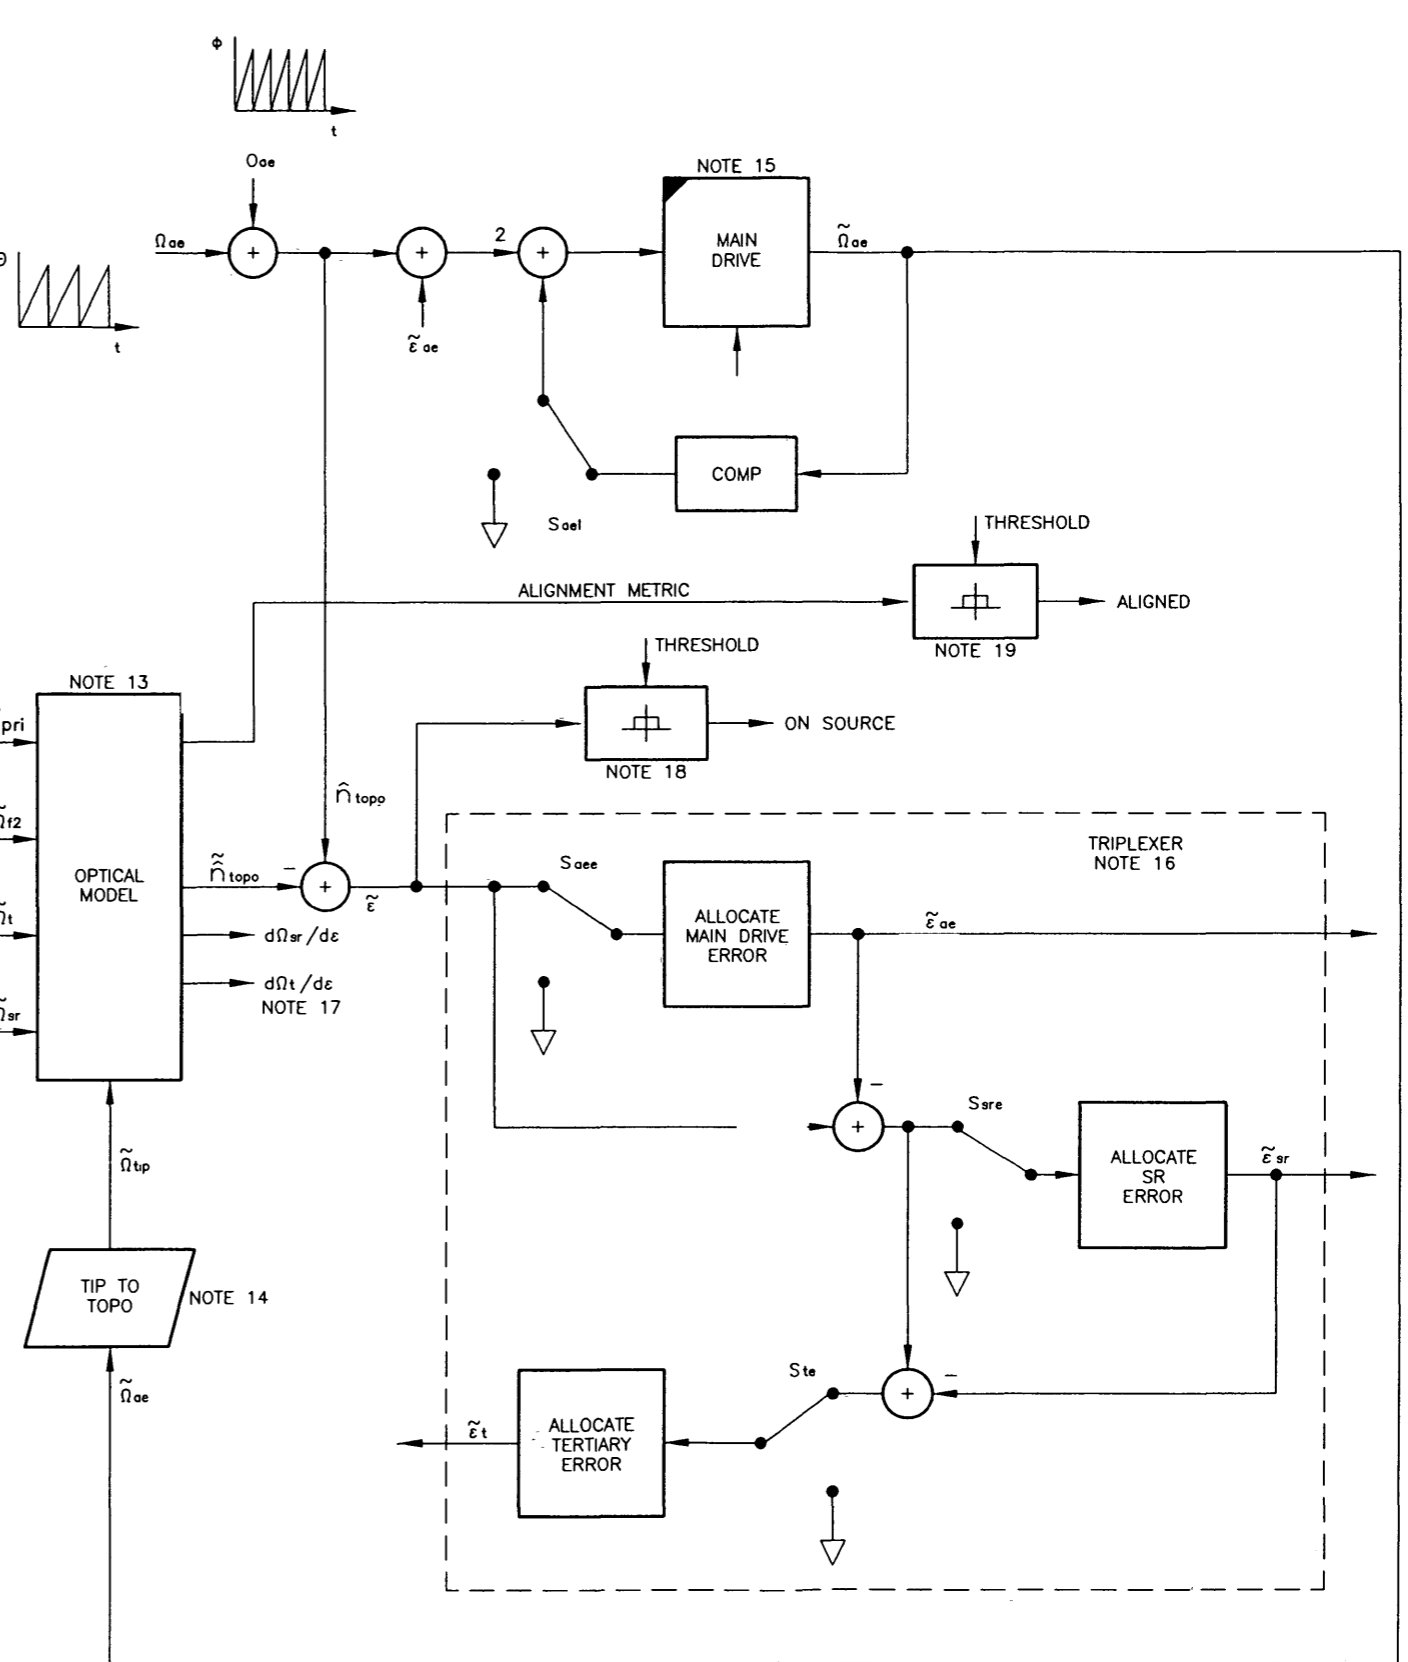 Φ
t
Oae
NOTE 15
Ωae
+
+
2
+
MAIN
DRIVE
Ω̃ae
t
ε̃ae
COMP
Sael
THRESHOLD
ALIGNMENT METRIC
ALIGNED
NOTE 19
THRESHOLD
NOTE 13
ON SOURCE
pri
NOTE 18
n̂topo
Ω̃f2
TRIPLEXER
NOTE 16
OPTICAL
MODEL
ñ̂topo
−
+
ε̃
Saee
ALLOCATE
MAIN DRIVE
ERROR
ε̃ae
Ω̃t
dΩsr/dε
dΩt/dε
NOTE 17
Ω̃sr
−
+
Ssre
ALLOCATE
SR
ERROR
ε̃sr
Ω̃tip
TIP TO
TOPO
NOTE 14
Ω̃ae
Ste
+
−
ε̃t
ALLOCATE
TERTIARY
ERROR